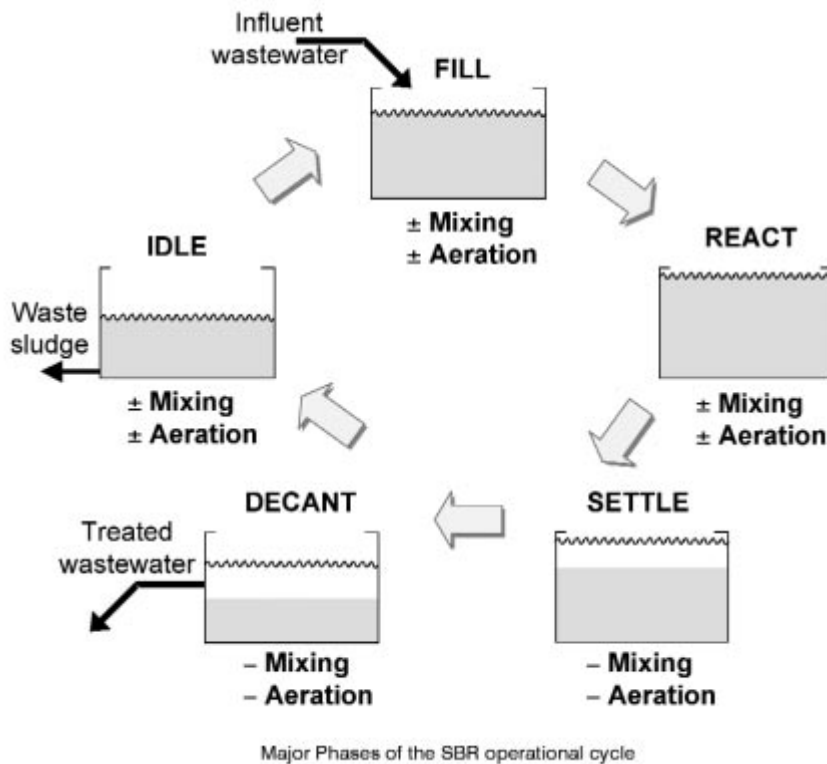 Influent
wastewater
FILL
± Mixing
± Aeration
REACT
± Mixing
± Aeration
SETTLE
− Mixing
− Aeration
DECANT
Treated
wastewater
− Mixing
− Aeration
IDLE
Waste
sludge
± Mixing
± Aeration
Major Phases of the SBR operational cycle